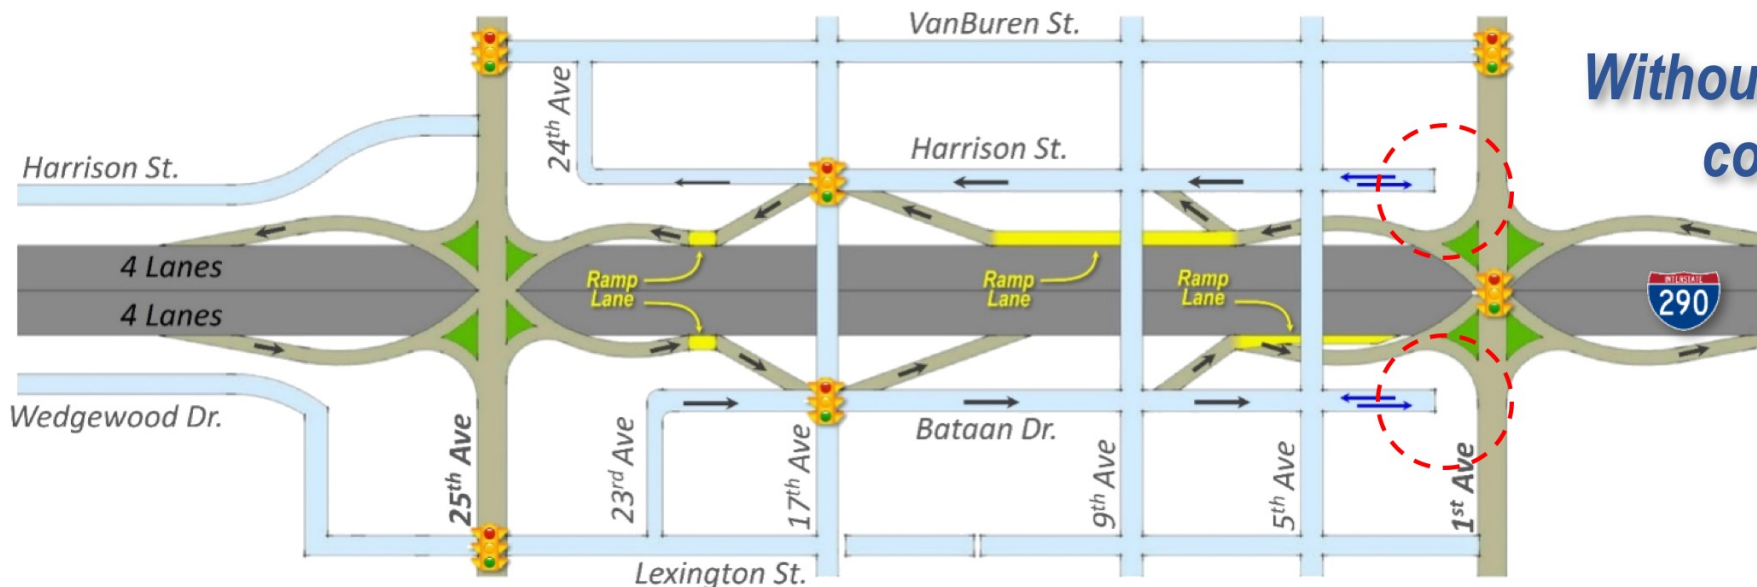 VanBuren St.
Withou
co
24th Ave
Harrison St.
Harrison St.
4 Lanes
4 Lanes
Ramp
Lane
Ramp
Lane
Ramp
Lane
INTERSTATE
290
Wedgewood Dr.
Bataan Dr.
25th Ave
23rd Ave
17th Ave
9th Ave
5th Ave
1st Ave
Lexington St.